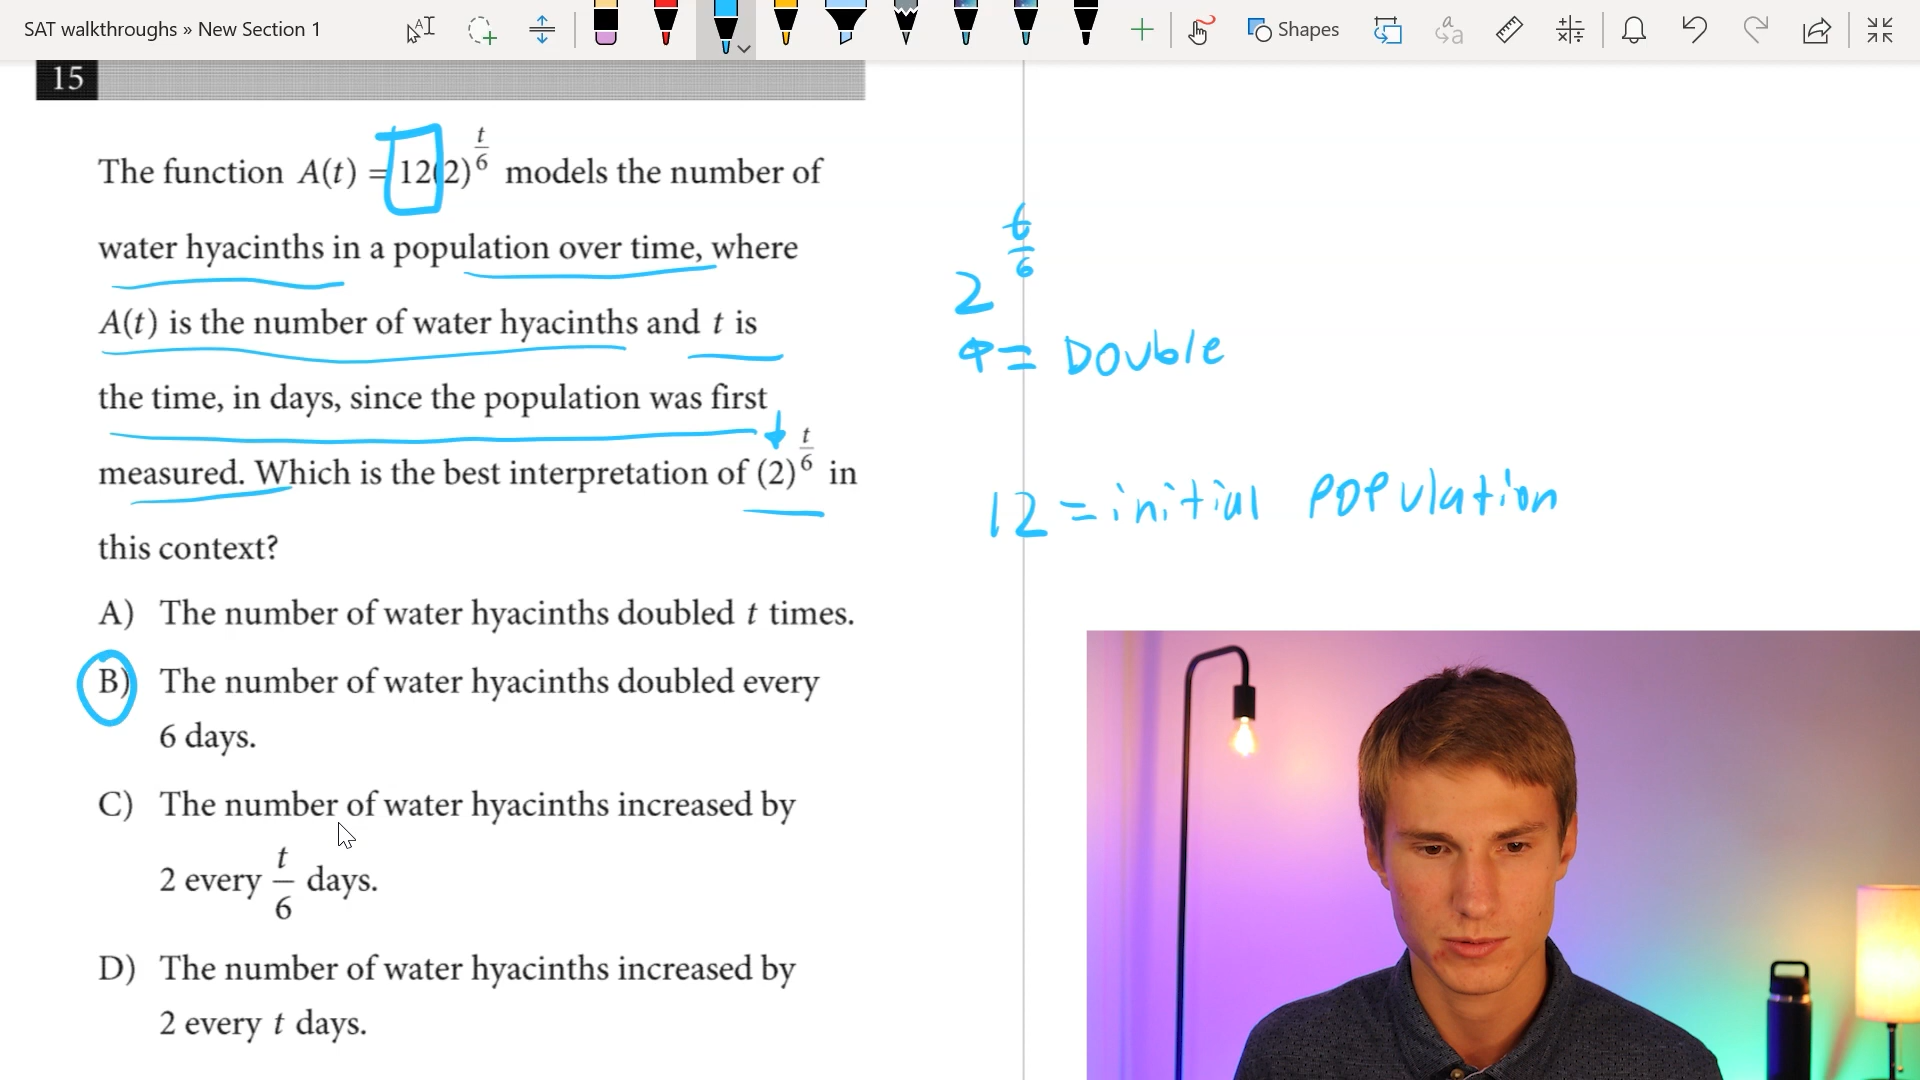 SAT walkthroughs » New Section 1
Shapes
15
The function A(t) = 12(2)^(t/6) models the number of
water hyacinths in a population over time, where
A(t) is the number of water hyacinths and t is
the time, in days, since the population was first
measured. Which is the best interpretation of (2)^(t/6) in
this context?
A) The number of water hyacinths doubled t times.
B) The number of water hyacinths doubled every
6 days.
C) The number of water hyacinths increased by
2 every t/6 days.
D) The number of water hyacinths increased by
2 every t days.
2^(t/6)
= Double
12 = initial population